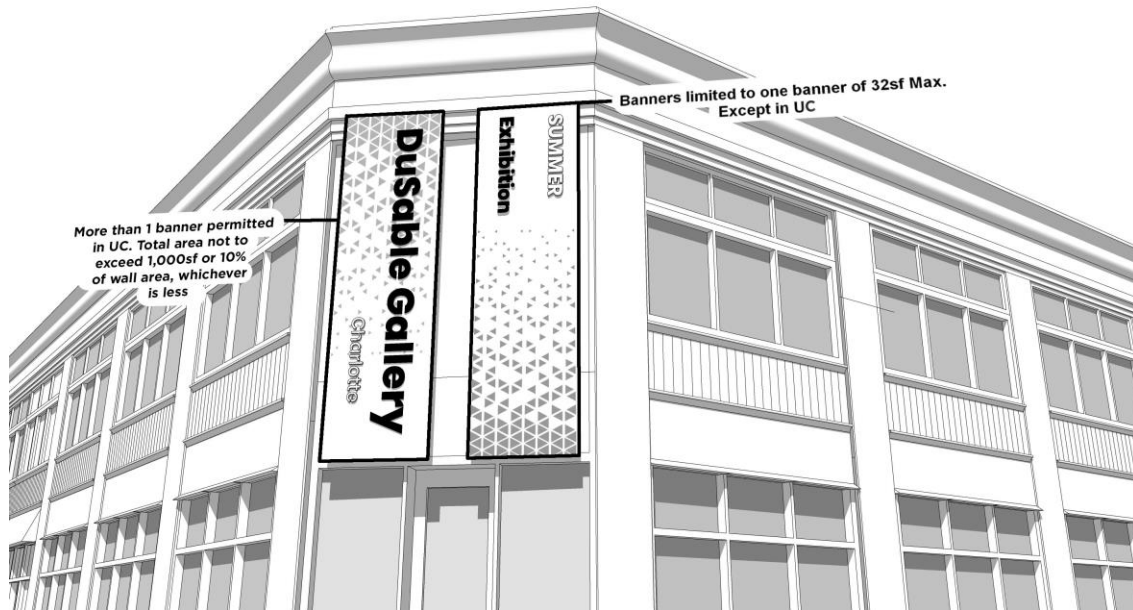 Banners limited to one banner of 32sf Max.
Except in UC
SUMMER
Exhibition
DuSable Gallery
Charlotte
More than 1 banner permitted
in UC. Total area not to
exceed 1,000sf or 10%
of wall area, whichever
is less